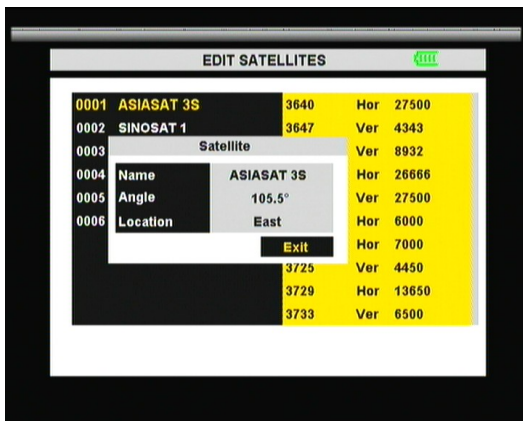 EDIT SATELLITES
0001 ASIASAT 3S 3640 Hor 27500
0002 SINOSAT 1 3647 Ver 4343
Satellite
0003 Ver 8932
0004 Name ASIASAT 3S Hor 26666
0005 Angle 105.5° Ver 27500
0006 Location East Hor 6000
Exit Hor 7000
3725 Ver 4450
3729 Hor 13650
3733 Ver 6500